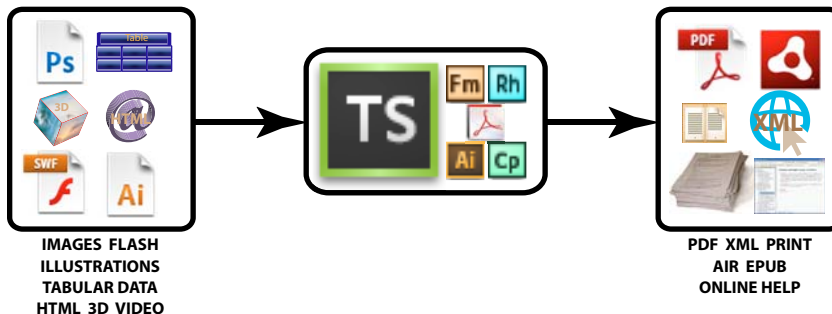 Ps
Table
3D
HTML
SWF
Ai
IMAGES FLASH
ILLUSTRATIONS
TABULAR DATA
HTML 3D VIDEO
TS
Fm Rh
Ai Cp
PDF
XML
PDF XML PRINT
AIR EPUB
ONLINE HELP